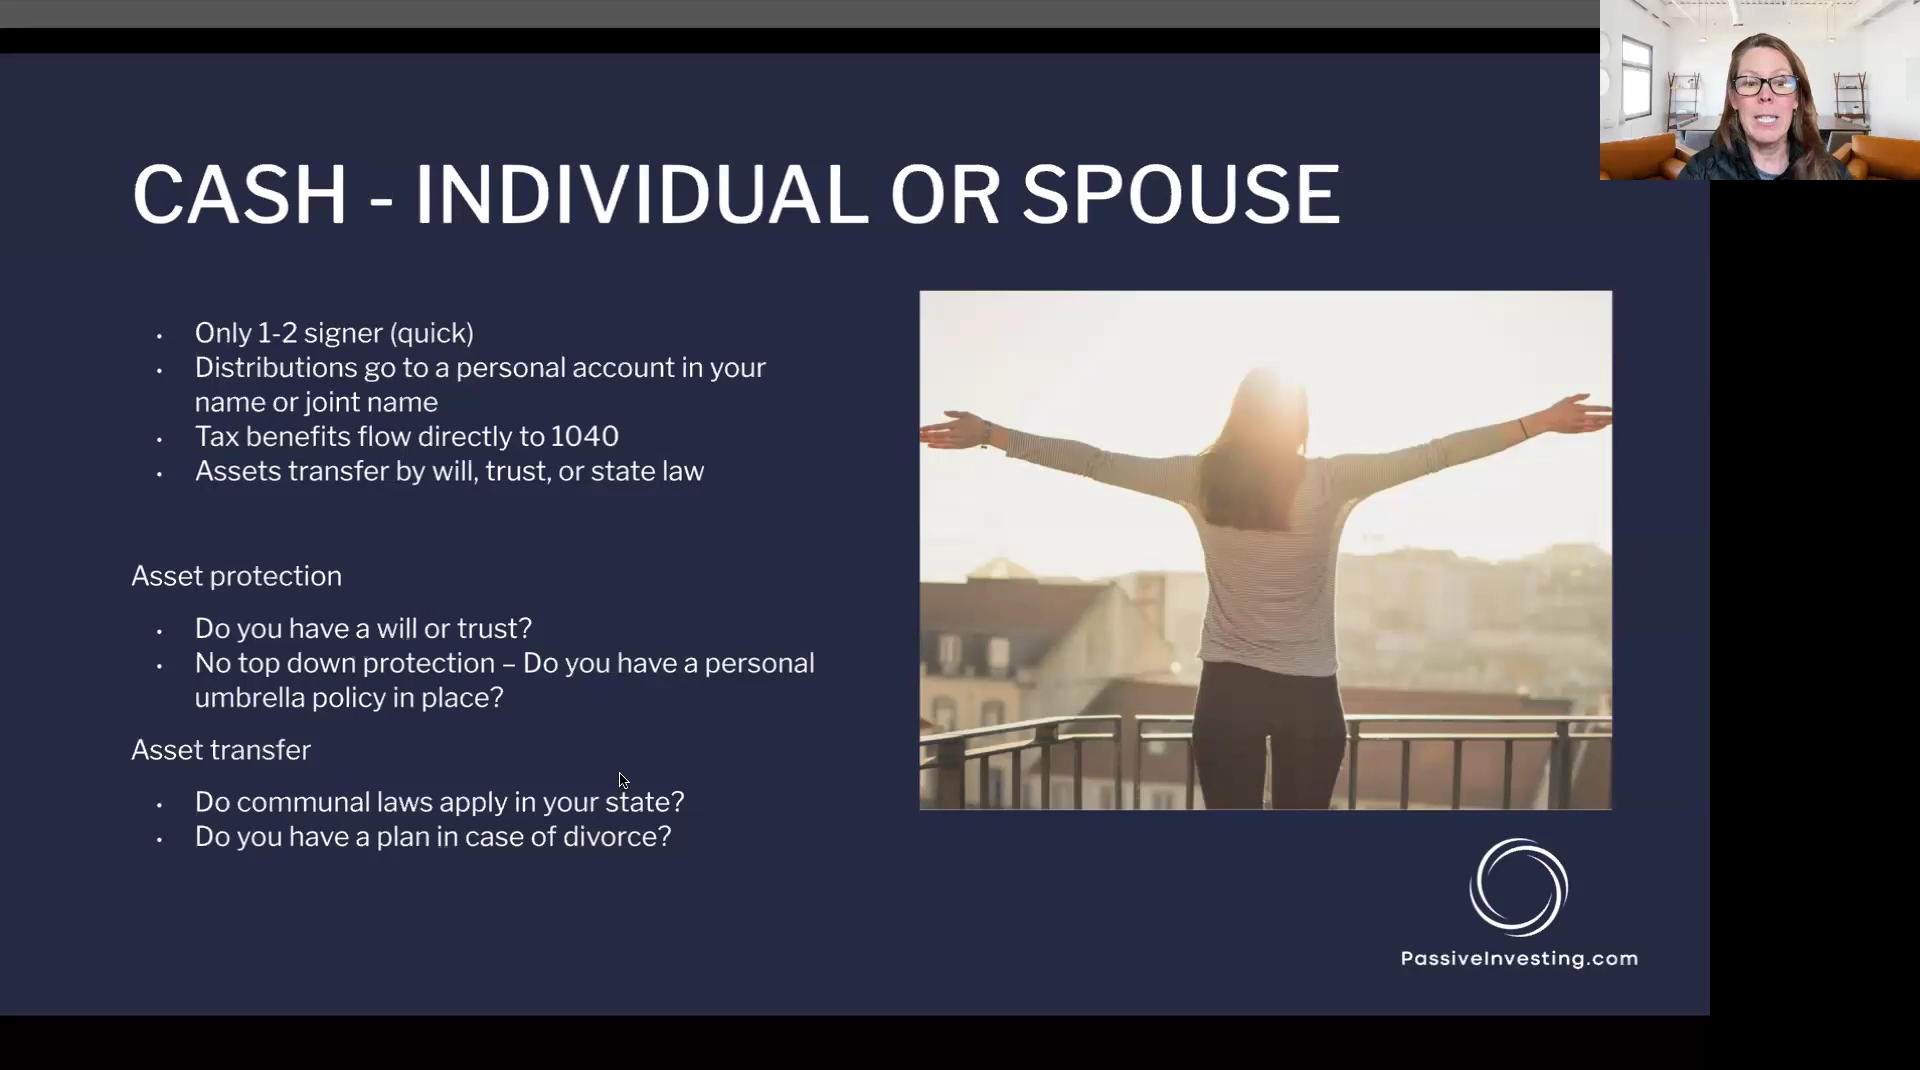 CASH - INDIVIDUAL OR SPOUSE
• Only 1-2 signer (quick)
• Distributions go to a personal account in your
name or joint name
• Tax benefits flow directly to 1040
• Assets transfer by will, trust, or state law
Asset protection
• Do you have a will or trust?
• No top down protection – Do you have a personal
umbrella policy in place?
Asset transfer
• Do communal laws apply in your state?
• Do you have a plan in case of divorce?
PassiveInvesting.com